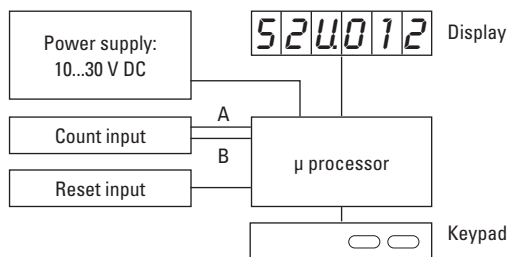 Power supply:
10...30 V DC
52U.012
Display
A
Count input
B
µ processor
Reset input
Keypad